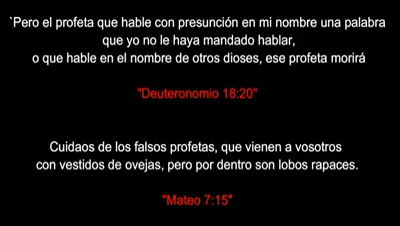 `Pero el profeta que hable con presunción en mi nombre una palabra
que yo no le haya mandado hablar,
o que hable en el nombre de otros dioses, ese profeta morirá
"Deuteronomio 18:20"
Cuidaos de los falsos profetas, que vienen a vosotros
con vestidos de ovejas, pero por dentro son lobos rapaces.
"Mateo 7:15"